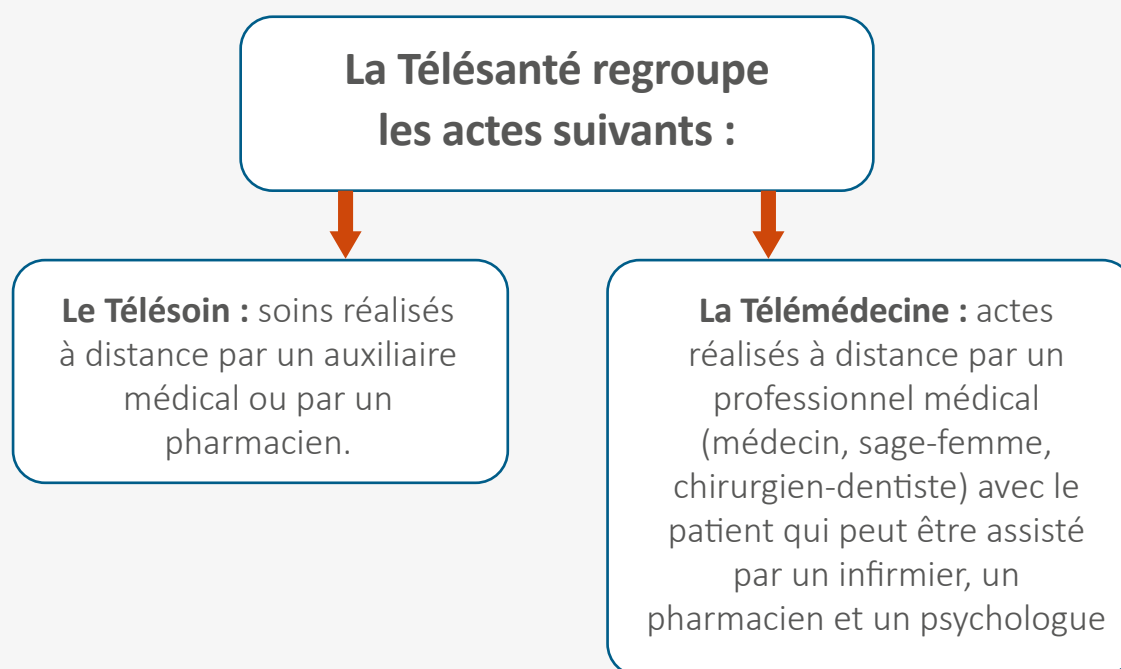 La Télésanté regroupe
les actes suivants :
Le Télésoin : soins réalisés
à distance par un auxiliaire
médical ou par un
pharmacien.
La Télémédecine : actes
réalisés à distance par un
professionnel médical
(médecin, sage-femme,
chirurgien-dentiste) avec le
patient qui peut être assisté
par un infirmier, un
pharmacien et un psychologue